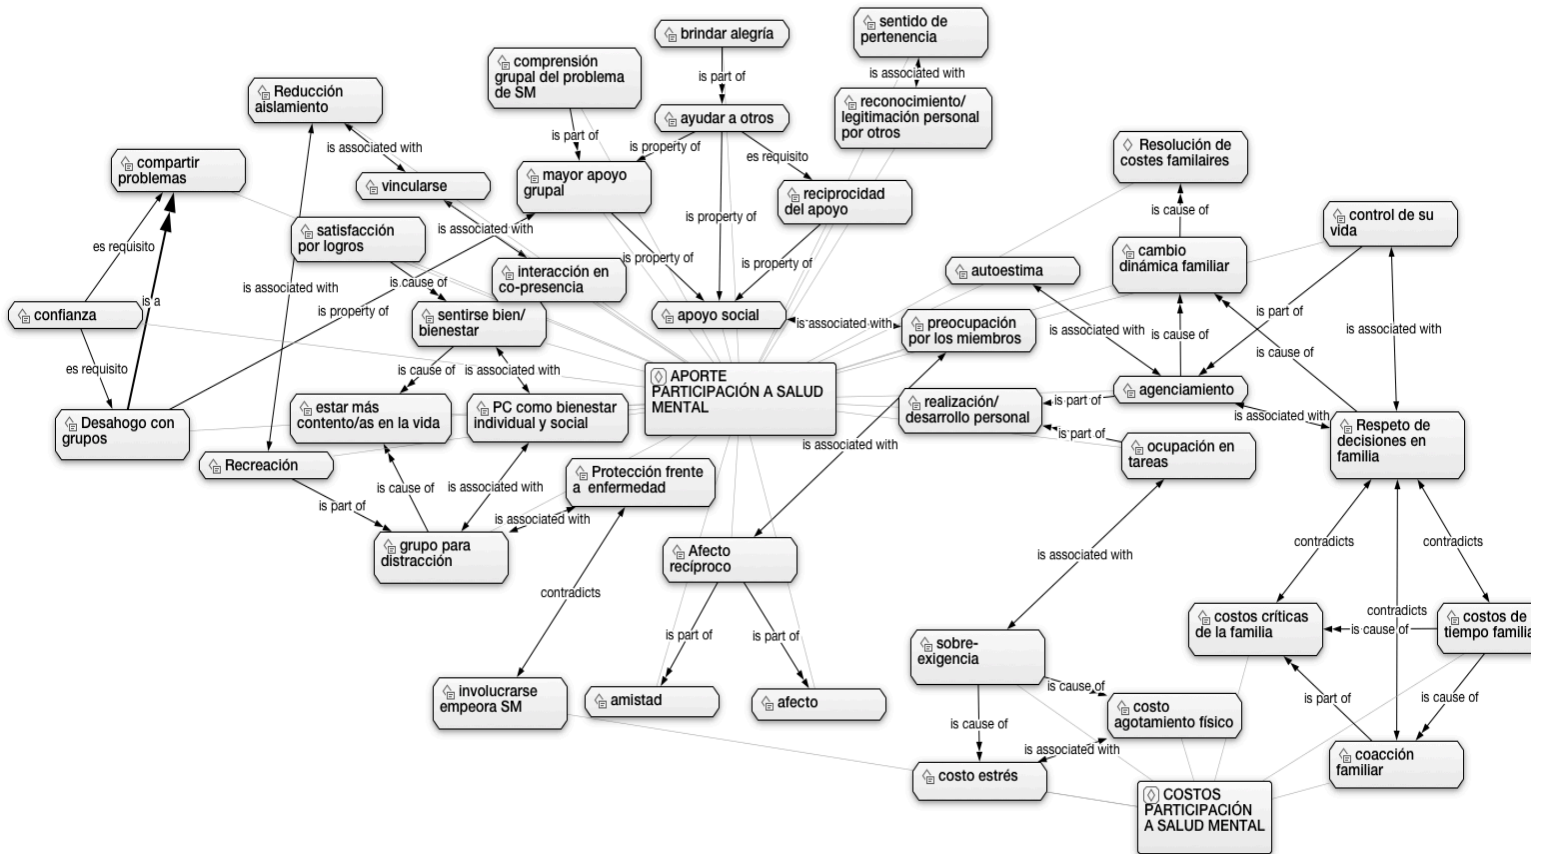 brindar alegría
sentido de
pertenencia
comprensión
grupal del problema
de SM
is part of
is associated with
Reducción
aislamiento
reconocimiento/
legitimación personal
por otros
ayudar a otros
is part of
is property of
es requisito
is associated with
Resolución de
costes familaires
compartir
problemas
vincularse
mayor apoyo
grupal
reciprocidad
del apoyo
is property of
is cause of
control de su
vida
satisfacción
por logros
is associated with
es requisito
is property of
is property of
cambio
dinámica familiar
interacción en
co-presencia
autoestima
is cause of
is associated with
is a
is property of
confianza
sentirse bien/
bienestar
apoyo social
is associated with
preocupación
por los miembros
is associated with
is cause of
is part of
is associated with
is cause of
es requisito
is cause of
is associated with
APORTE
PARTICIPACIÓN A SALUD
MENTAL
agenciamiento
is part of
realización/
desarrollo personal
is associated with
Desahogo con
grupos
estar más
contento/as en la vida
PC como bienestar
individual y social
is part of
Respeto de
decisiones en
familia
is associated with
ocupación en
tareas
Recreación
Protección frente
a enfermedad
is cause of
is associated with
is part of
is associated with
grupo para
distracción
Afecto
recíproco
is associated with
contradicts
contradicts
contradicts
contradicts
costos críticas
de la familia
is cause of
costos de
tiempo familia
is part of
is part of
sobre-
exigencia
is cause of
costo
agotamiento físico
is part of
is cause of
involucrarse
empeora SM
amistad
afecto
is cause of
is associated with
costo estrés
coacción
familiar
COSTOS
PARTICIPACIÓN
A SALUD MENTAL